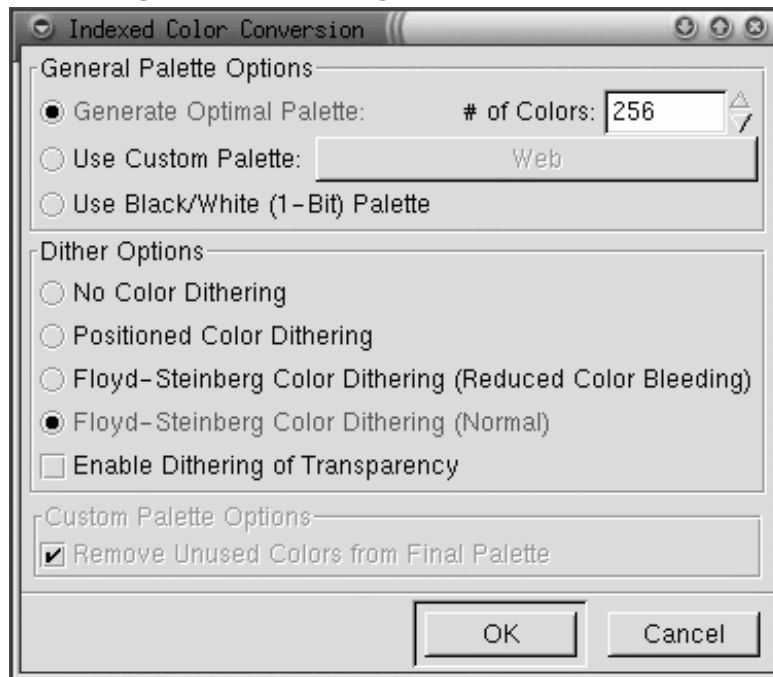 Indexed Color Conversion
General Palette Options
Generate Optimal Palette: # of Colors: 256
Use Custom Palette: Web
Use Black/White (1-Bit) Palette
Dither Options
No Color Dithering
Positioned Color Dithering
Floyd-Steinberg Color Dithering (Reduced Color Bleeding)
Floyd-Steinberg Color Dithering (Normal)
Enable Dithering of Transparency
Custom Palette Options
Remove Unused Colors from Final Palette
OK Cancel